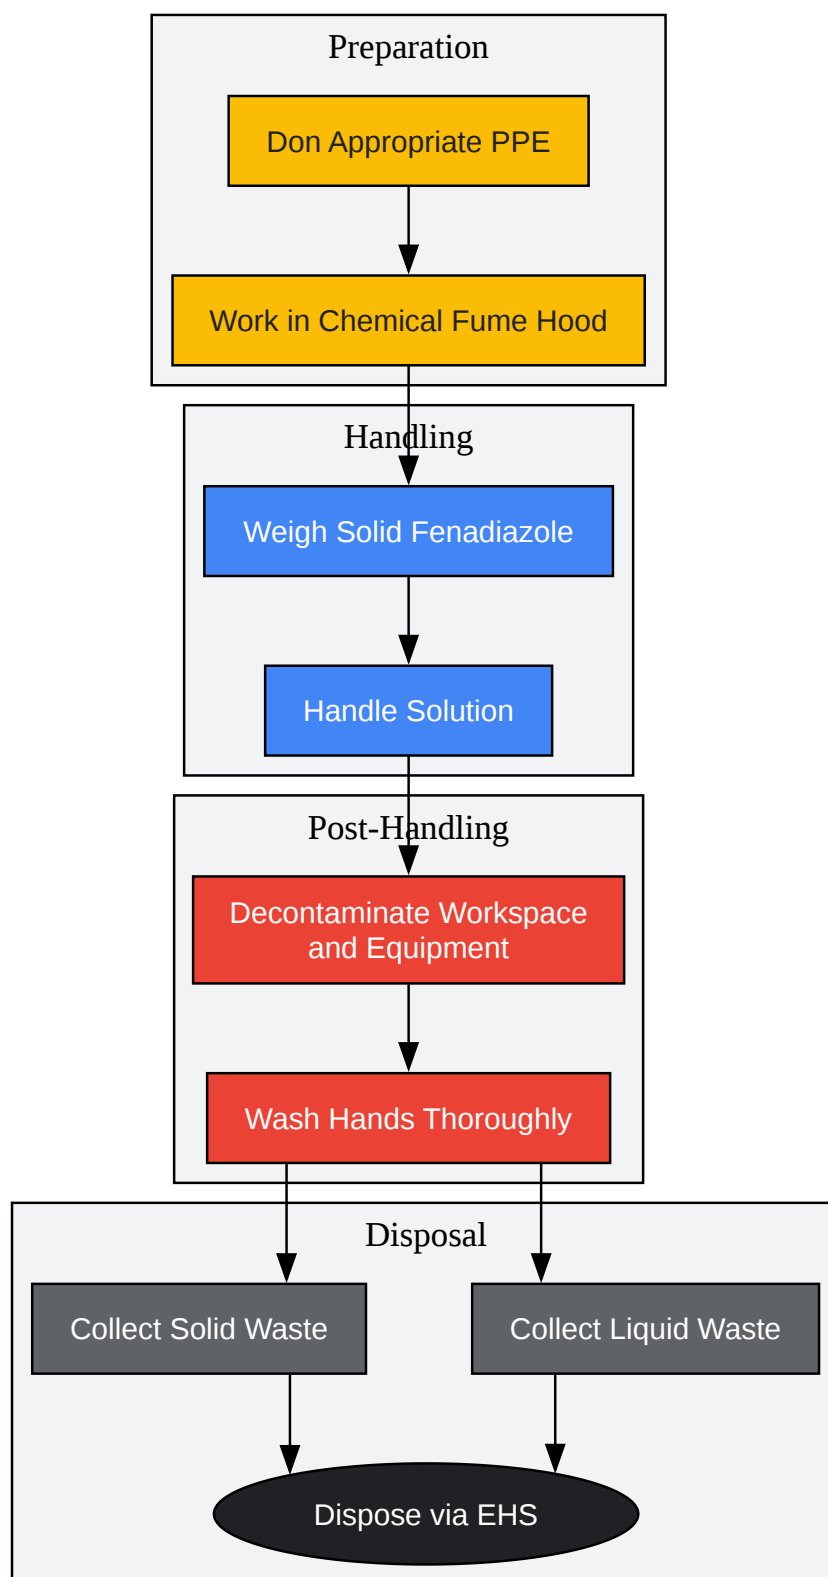 Preparation
Don Appropriate PPE
Work in Chemical Fume Hood
Handling
Weigh Solid Fenadiazole
Handle Solution
Post-Handling
Decontaminate Workspace
and Equipment
Wash Hands Thoroughly
Disposal
Collect Solid Waste
Collect Liquid Waste
Dispose via EHS